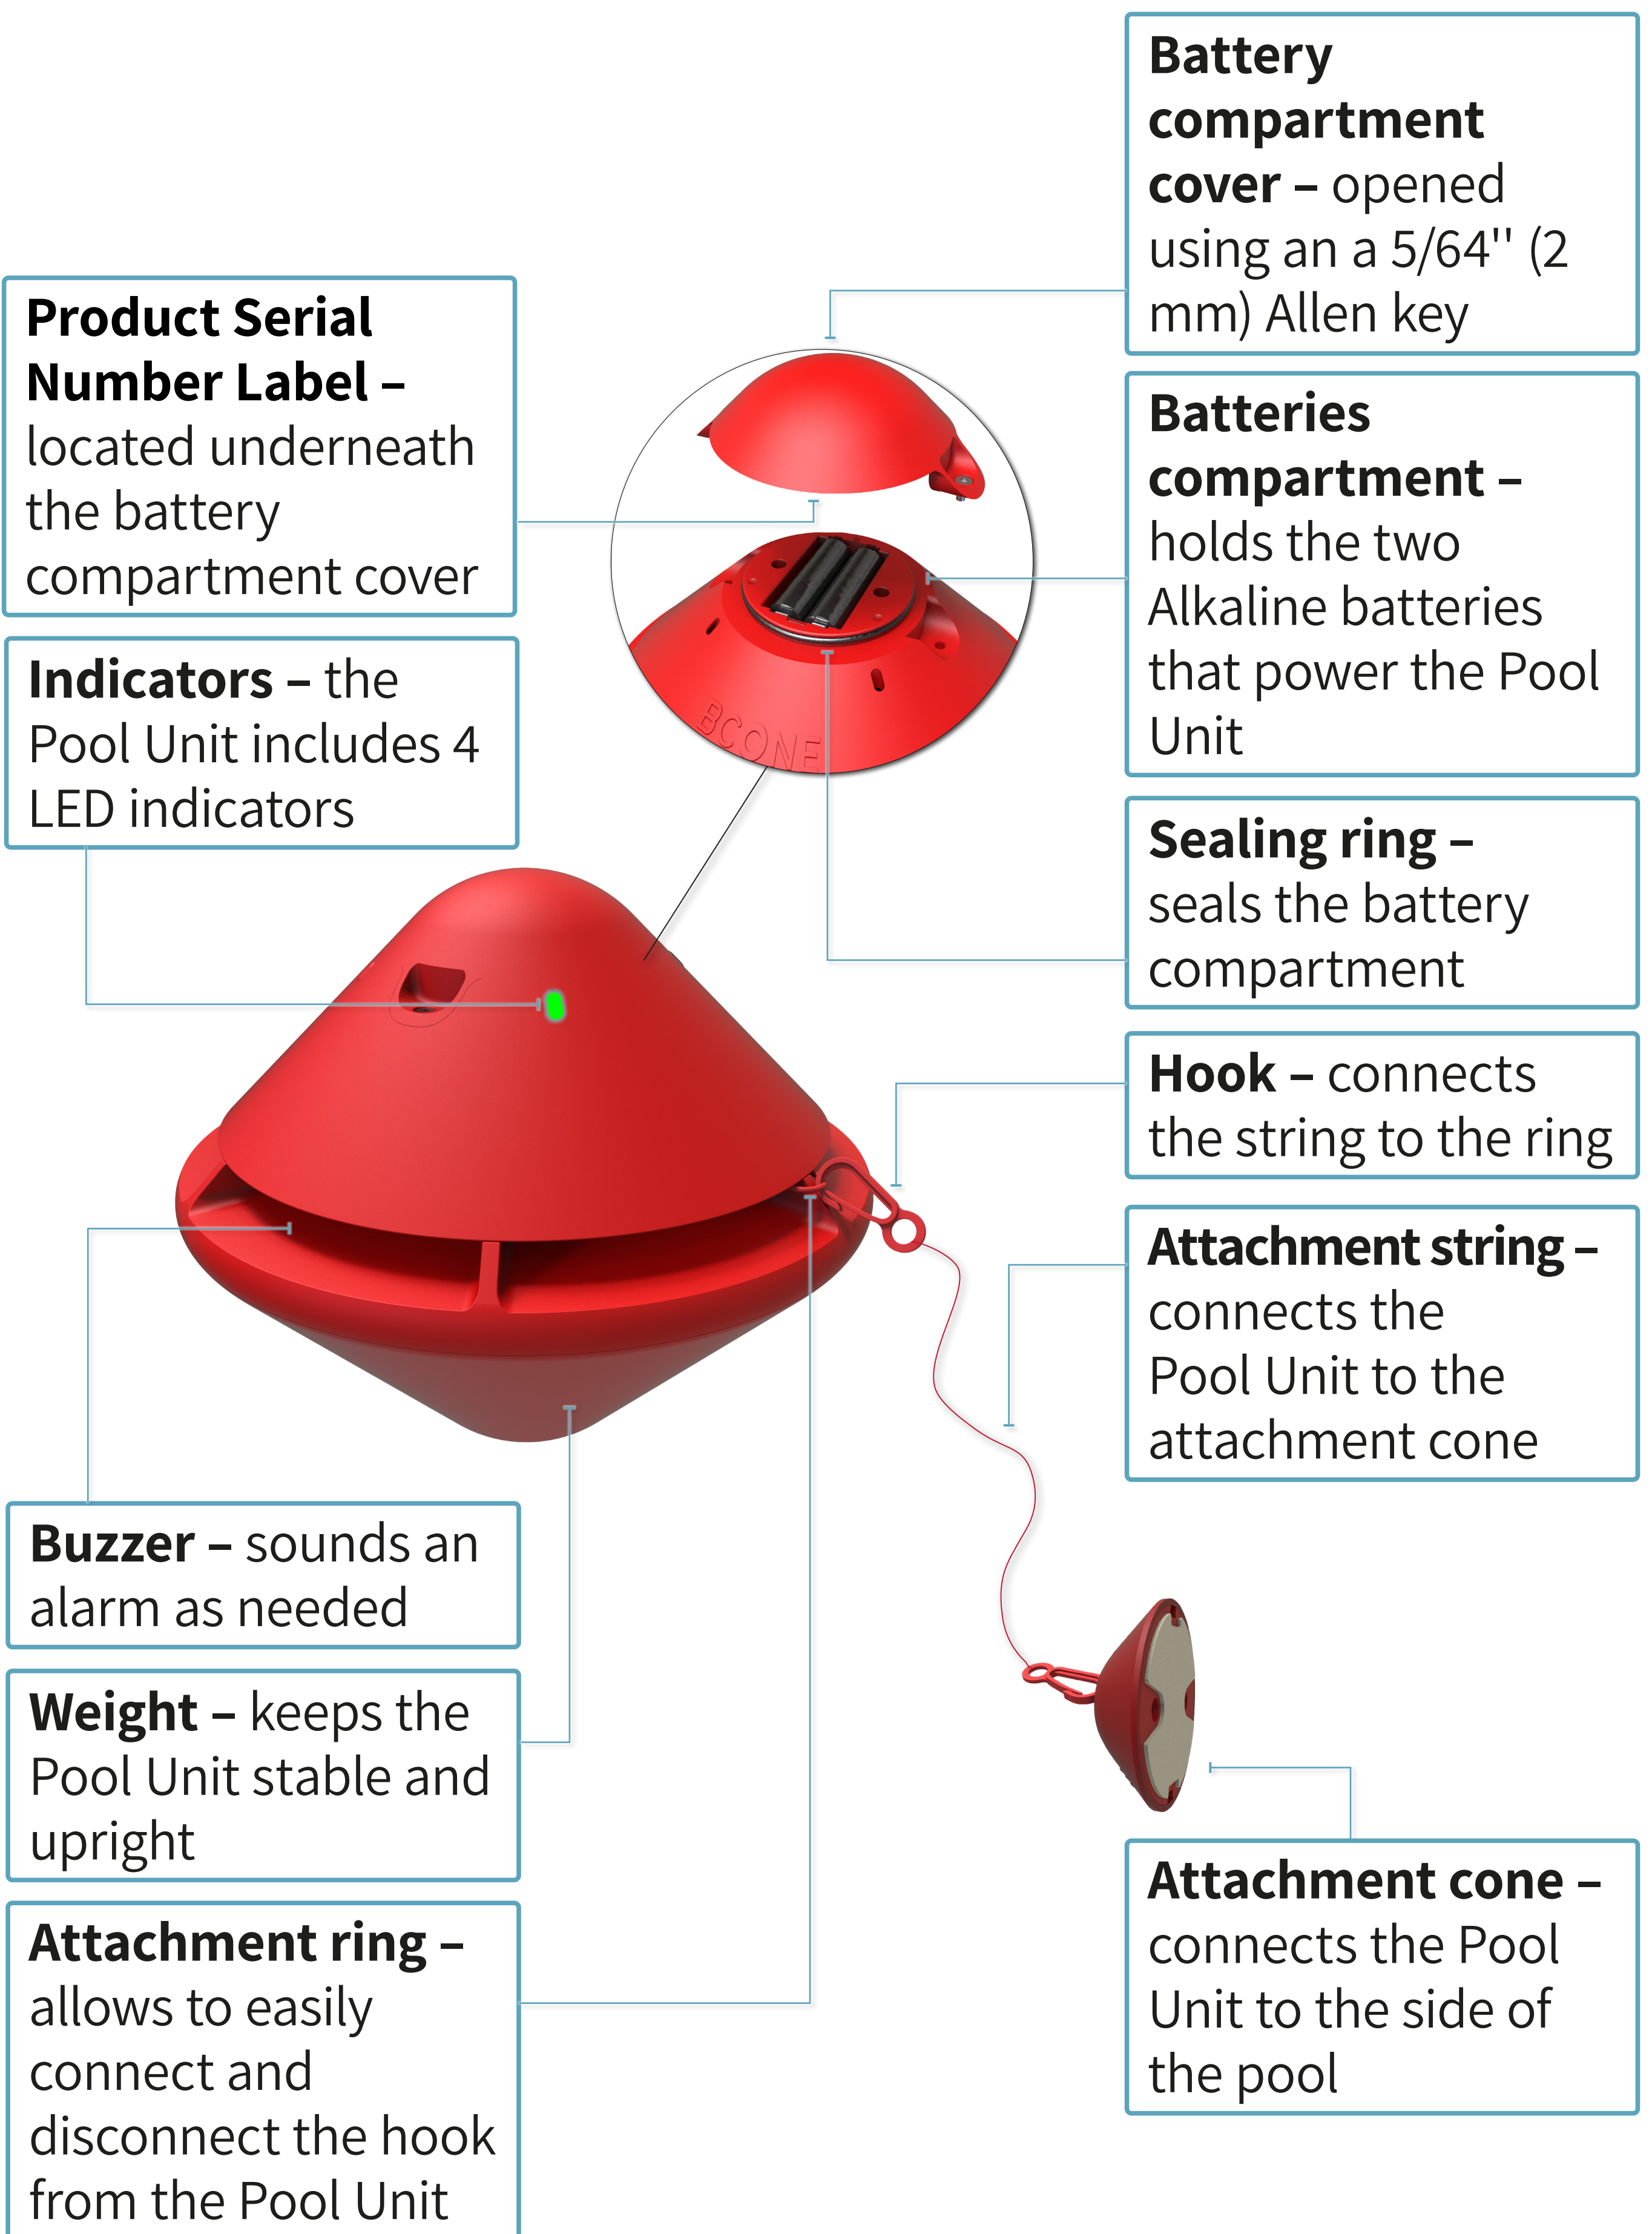 Battery
compartment
cover – opened
using an a 5/64'' (2
mm) Allen key
Product Serial
Number Label –
located underneath
the battery
compartment cover
Batteries
compartment –
holds the two
Alkaline batteries
that power the Pool
Unit
Indicators – the
Pool Unit includes 4
LED indicators
BCONE
Sealing ring –
seals the battery
compartment
Hook – connects
the string to the ring
Attachment string –
connects the
Pool Unit to the
attachment cone
Buzzer – sounds an
alarm as needed
Weight – keeps the
Pool Unit stable and
upright
Attachment cone –
connects the Pool
Unit to the side of
the pool
Attachment ring –
allows to easily
connect and
disconnect the hook
from the Pool Unit